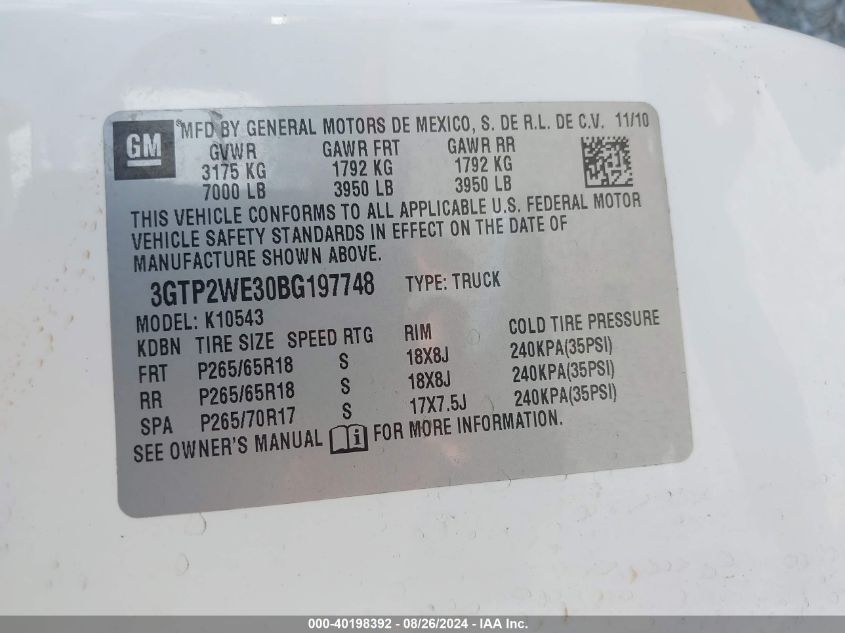 GM
MFD BY GENERAL MOTORS DE MEXICO, S. DE R.L. DE C.V. 11/10
GVWR GAWR FRT GAWR RR
3175 KG 1792 KG 1792 KG
7000 LB 3950 LB 3950 LB
THIS VEHICLE CONFORMS TO ALL APPLICABLE U.S. FEDERAL MOTOR
VEHICLE SAFETY STANDARDS IN EFFECT ON THE DATE OF
MANUFACTURE SHOWN ABOVE.
3GTP2WE30BG197748 TYPE: TRUCK
MODEL: K10543
KDBN TIRE SIZE SPEED RTG RIM COLD TIRE PRESSURE
FRT P265/65R18 S 18X8J 240KPA(35PSI)
RR P265/65R18 S 18X8J 240KPA(35PSI)
SPA P265/70R17 S 17X7.5J 240KPA(35PSI)
SEE OWNER'S MANUAL i FOR MORE INFORMATION.
000-40198392 - 08/26/2024 - IAA Inc.